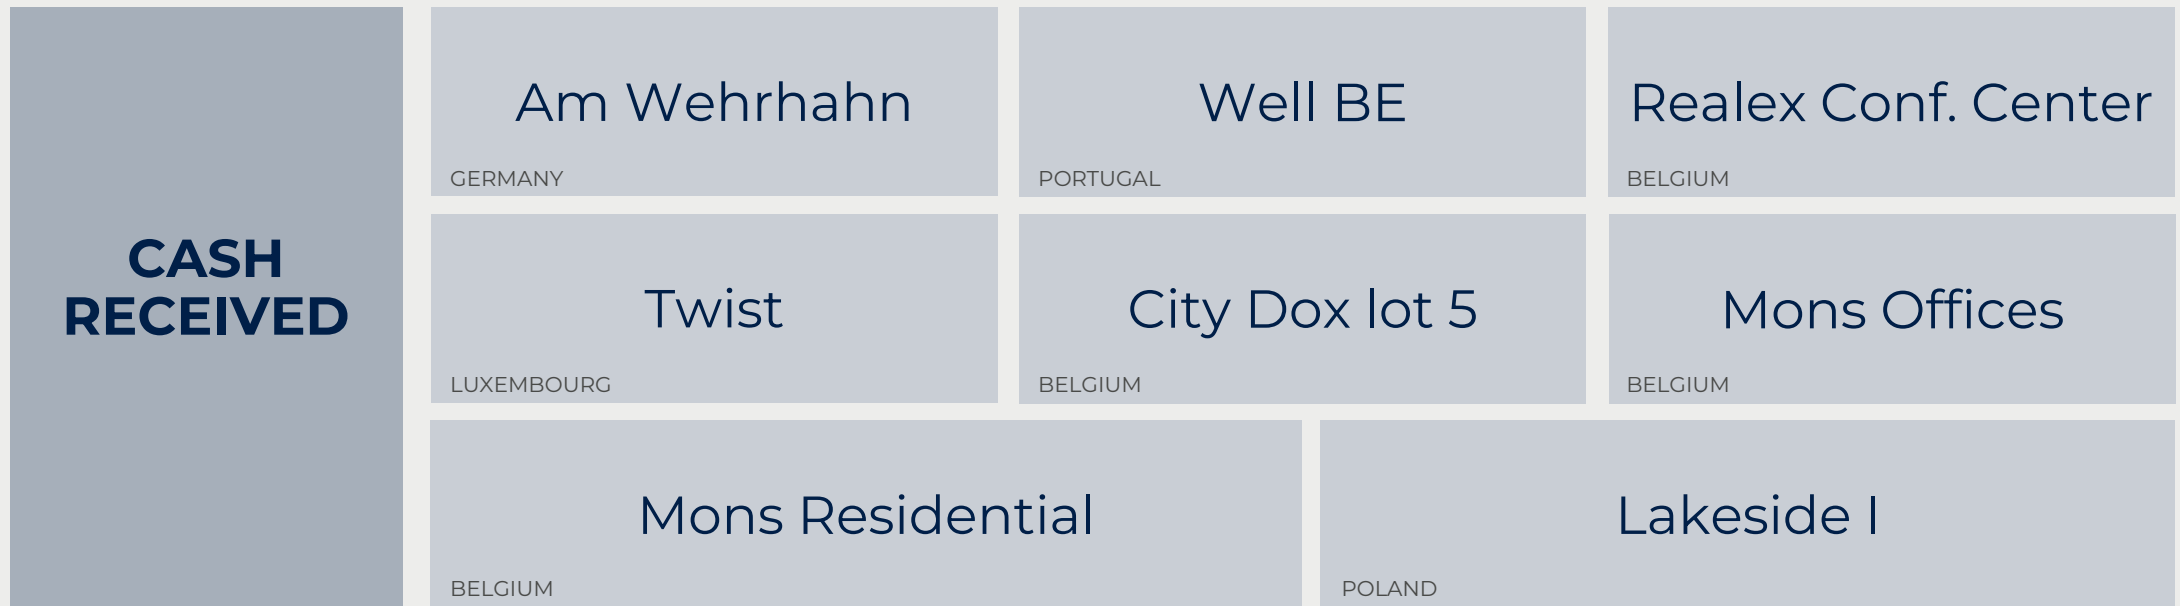 CASH
RECEIVED
Am Wehrhahn
GERMANY
Well BE
PORTUGAL
Realex Conf. Center
BELGIUM
Twist
LUXEMBOURG
City Dox lot 5
BELGIUM
Mons Offices
BELGIUM
Mons Residential
BELGIUM
Lakeside I
POLAND